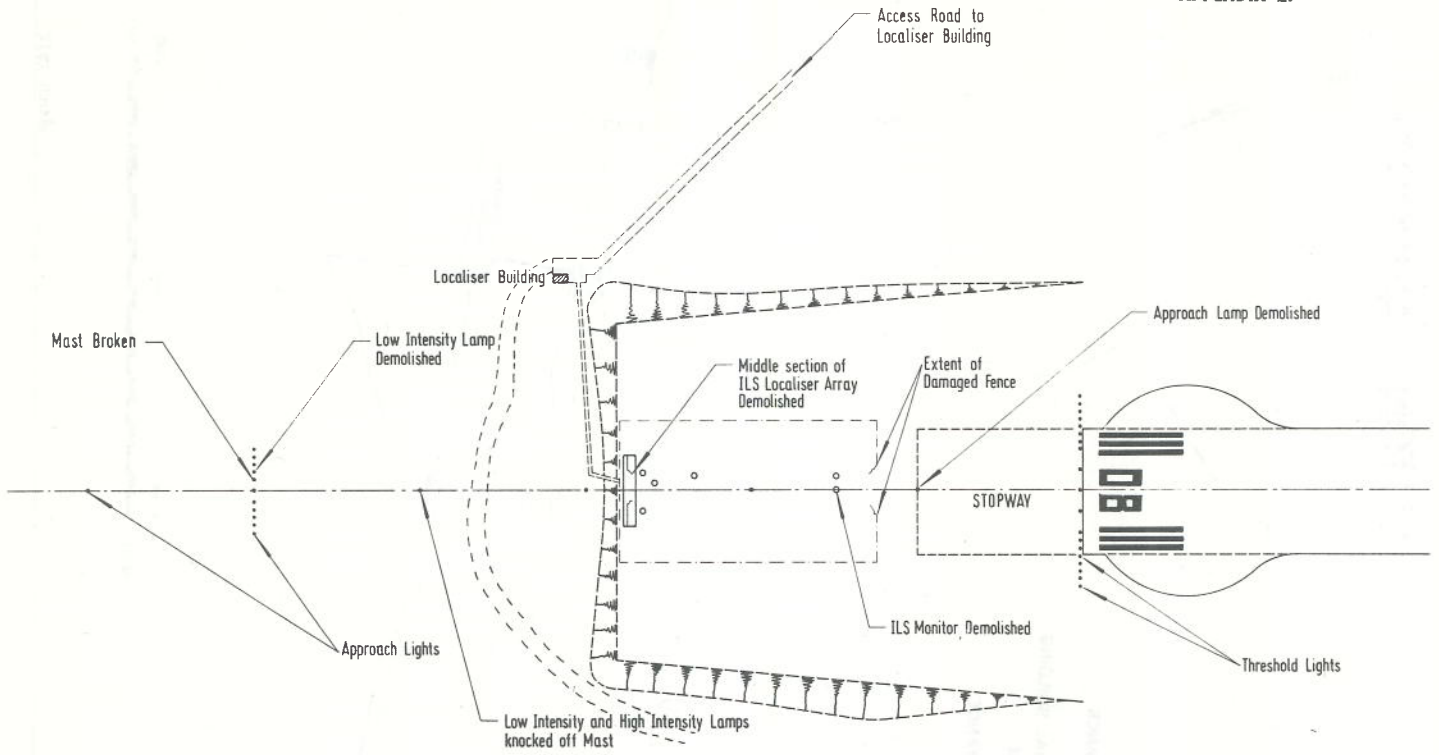 Access Road to
Localiser Building
Localiser Building
Mast Broken
Low Intensity Lamp
Demolished
Middle section of
ILS Localiser Array
Demolished
Extent of
Damaged Fence
Approach Lamp Demolished
STOPWAY
08
Approach Lights
ILS Monitor Demolished
Threshold Lights
Low Intensity and High Intensity Lamps
knocked off Mast